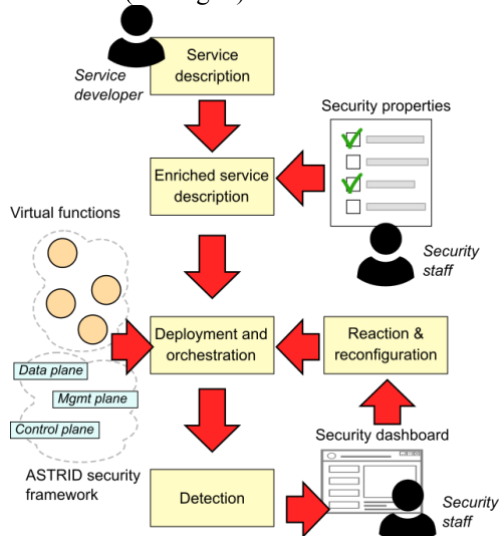 Service
description
Service
developer
Security properties
Enriched service
description
Virtual functions
Security
staff
Deployment and
orchestration
Reaction &
reconfiguration
Data plane
Mgmt plane
Control plane
Security dashboard
ASTRID security
framework
Detection
Security
staff